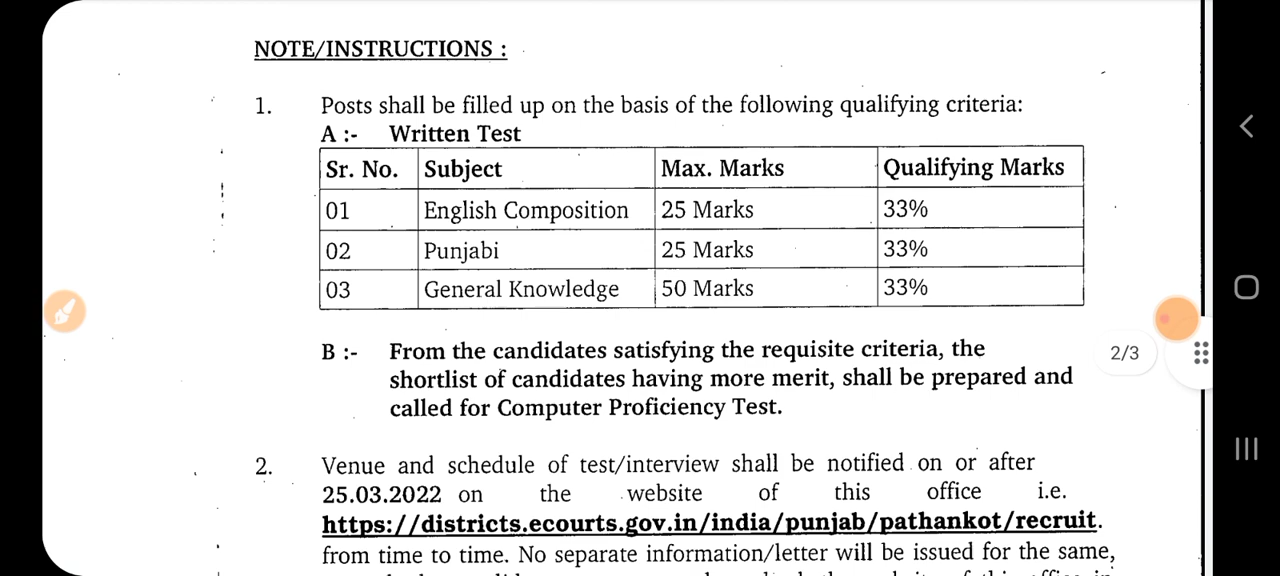 NOTE/INSTRUCTIONS :
1. Posts shall be filled up on the basis of the following qualifying criteria:
A :- Written Test
Sr. No. Subject Max. Marks Qualifying Marks
01 English Composition 25 Marks 33%
02 Punjabi 25 Marks 33%
03 General Knowledge 50 Marks 33%
B :- From the candidates satisfying the requisite criteria, the
shortlist of candidates having more merit, shall be prepared and
called for Computer Proficiency Test.
2/3
2. Venue and schedule of test/interview shall be notified on or after
25.03.2022 on the website of this office i.e.
https://districts.ecourts.gov.in/india/punjab/pathankot/recruit.
from time to time. No separate information/letter will be issued for the same,